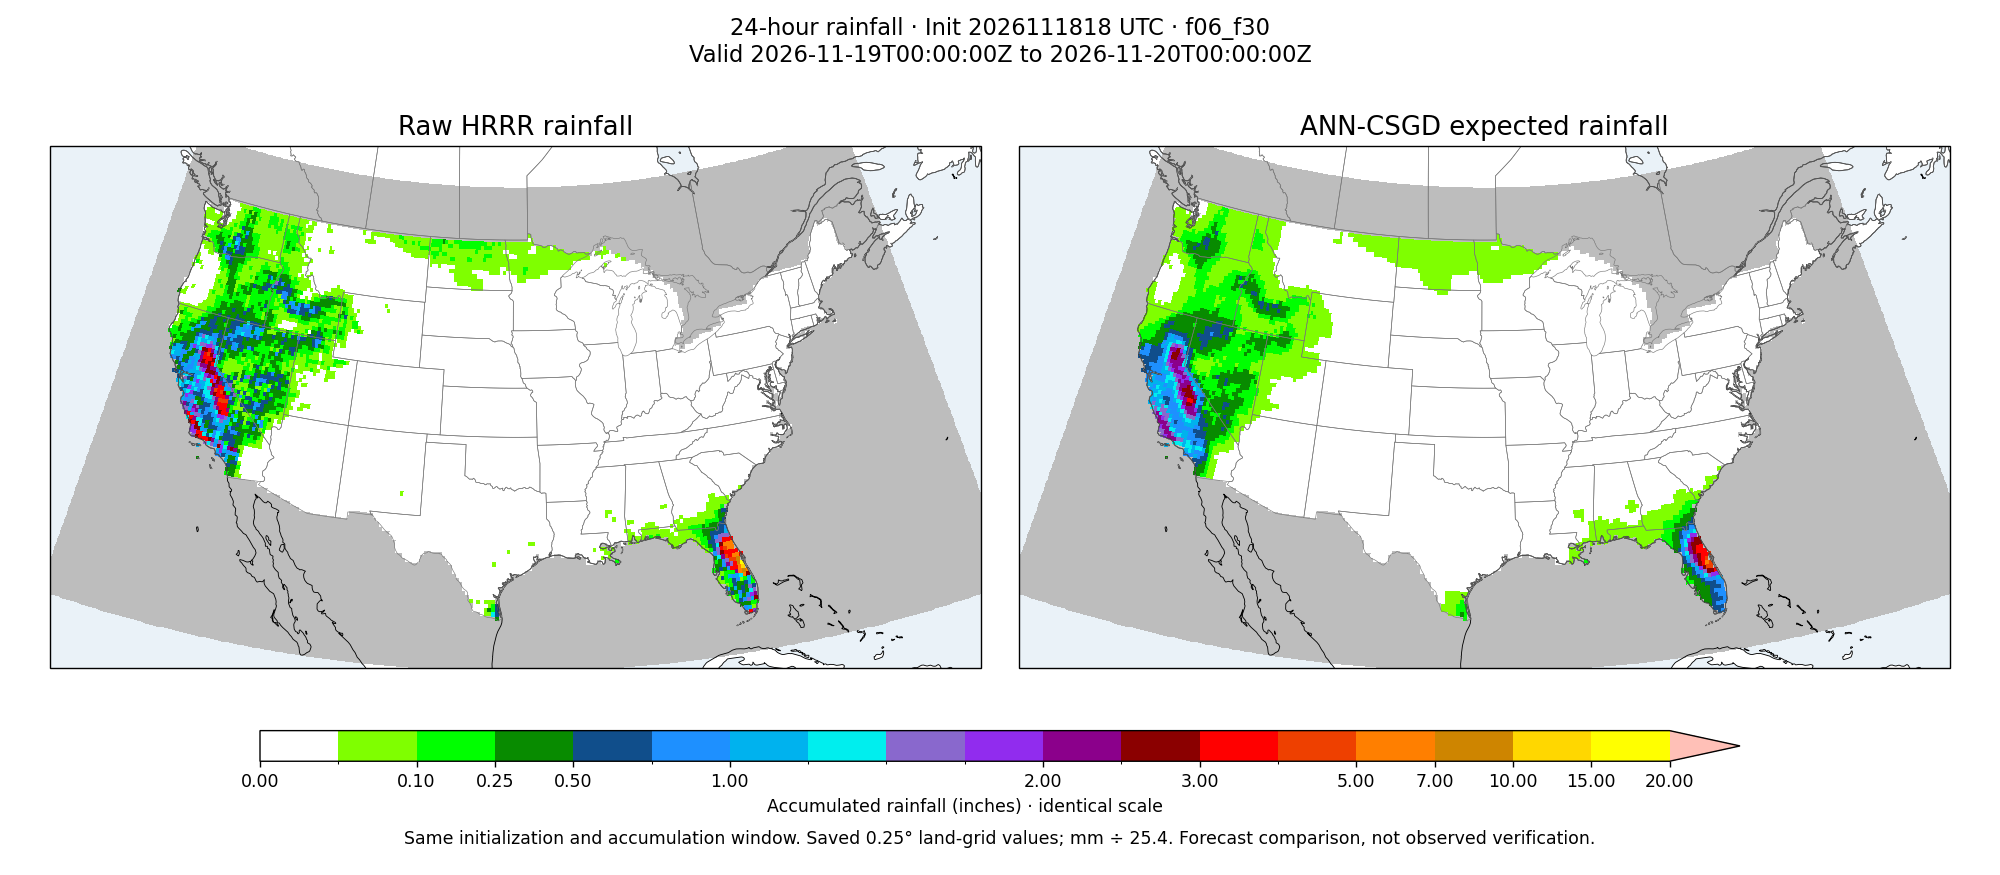 24-hour rainfall · Init 2026111818 UTC · f06_f30
Valid 2026-11-19T00:00:00Z to 2026-11-20T00:00:00Z
Raw HRRR rainfall
ANN-CSGD expected rainfall
0.00 0.10 0.25 0.50 1.00 2.00 3.00 5.00 7.00 10.00 15.00 20.00
Accumulated rainfall (inches) · identical scale
Same initialization and accumulation window. Saved 0.25° land-grid values; mm ÷ 25.4. Forecast comparison, not observed verification.